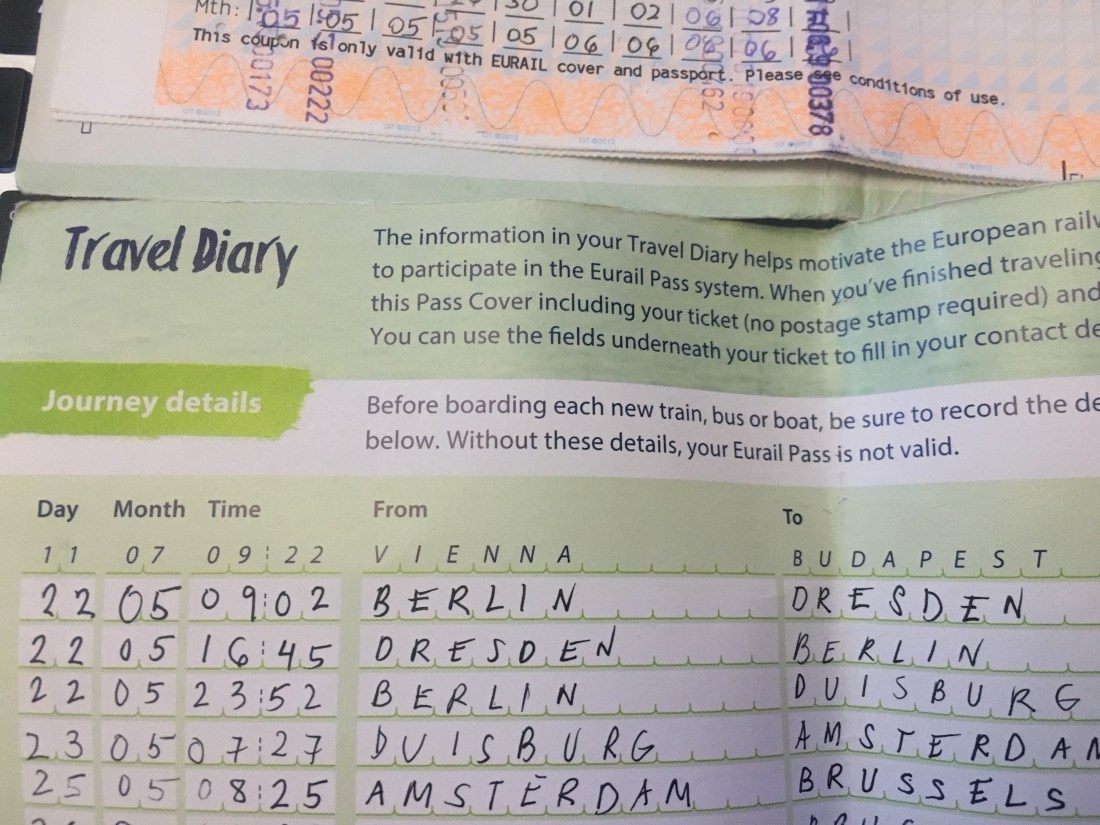 Mth: 05 05 05 05 05 06 06 06 06
30 01 02 06 08
This coupon is only valid with EURAIL cover and passport. Please see conditions of use.
00173
00222
00378
Travel Diary
The information in your Travel Diary helps motivate the European
to participate in the Eurail Pass system. When you've finished traveling
this Pass Cover including your ticket (no postage stamp required) and
You can use the fields underneath your ticket to fill in your contact
Journey details
Before boarding each new train, bus or boat, be sure to record the
below. Without these details, your Eurail Pass is not valid.
Day Month Time From To
11 07 09:22 VIENNA BUDAPEST
22 05 09:02 BERLIN DRESDEN
22 05 16:45 DRESDEN BERLIN
22 05 23:52 BERLIN DUISBURG
23 05 07:27 DUISBURG AMSTERDAM
25 05 08:25 AMSTERDAM BRUSSELS